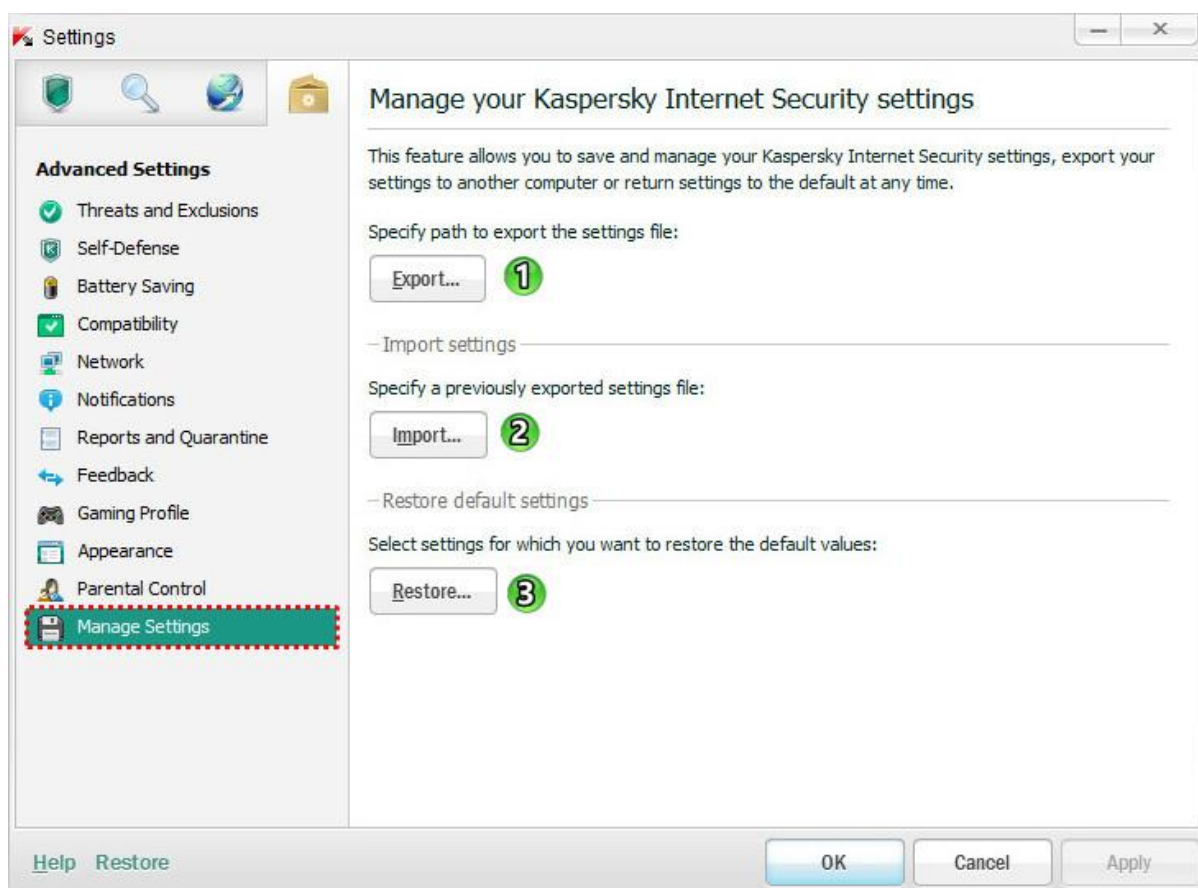 Settings
Manage your Kaspersky Internet Security settings
Advanced Settings
Threats and Exclusions
Self-Defense
Battery Saving
Compatibility
Network
Notifications
Reports and Quarantine
Feedback
Gaming Profile
Appearance
Parental Control
Manage Settings
This feature allows you to save and manage your Kaspersky Internet Security settings, export your
settings to another computer or return settings to the default at any time.
Specify path to export the settings file:
Export... 1
Import settings
Specify a previously exported settings file:
Import... 2
Restore default settings
Select settings for which you want to restore the default values:
Restore... 3
Help Restore OK Cancel Apply